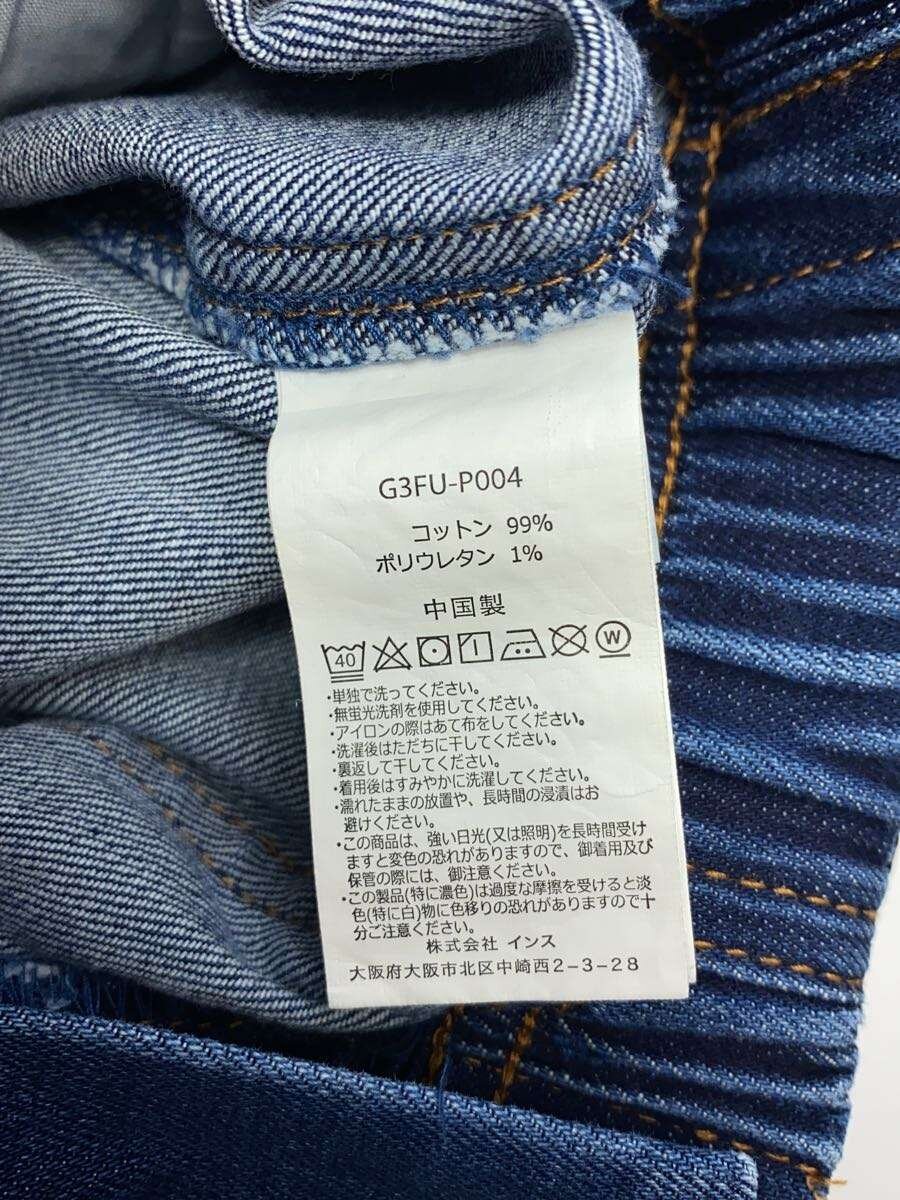 G3FU-P004
コットン 99%
ポリウレタン 1%
中国製
40 W
・単独で洗ってください。
・無蛍光洗剤を使用してください。
・アイロンの際はあて布をしてください。
・洗濯後はただちに干してください。
・裏返して干してください。
・着用後はすみやかに洗濯してください。
・濡れたままの放置や、長時間の浸漬はお
避けください。
・この商品は、強い日光(又は照明)を長時間受け
ますと変色の恐れがありますので、御着用及び
保管の際には、御注意ください。
・この製品(特に濃色)は過度な摩擦を受けると淡
色(特に白)物に色移りの恐れがありますので十
分ご注意ください。
株式会社 インス
大阪府大阪市北区中崎西2-3-28